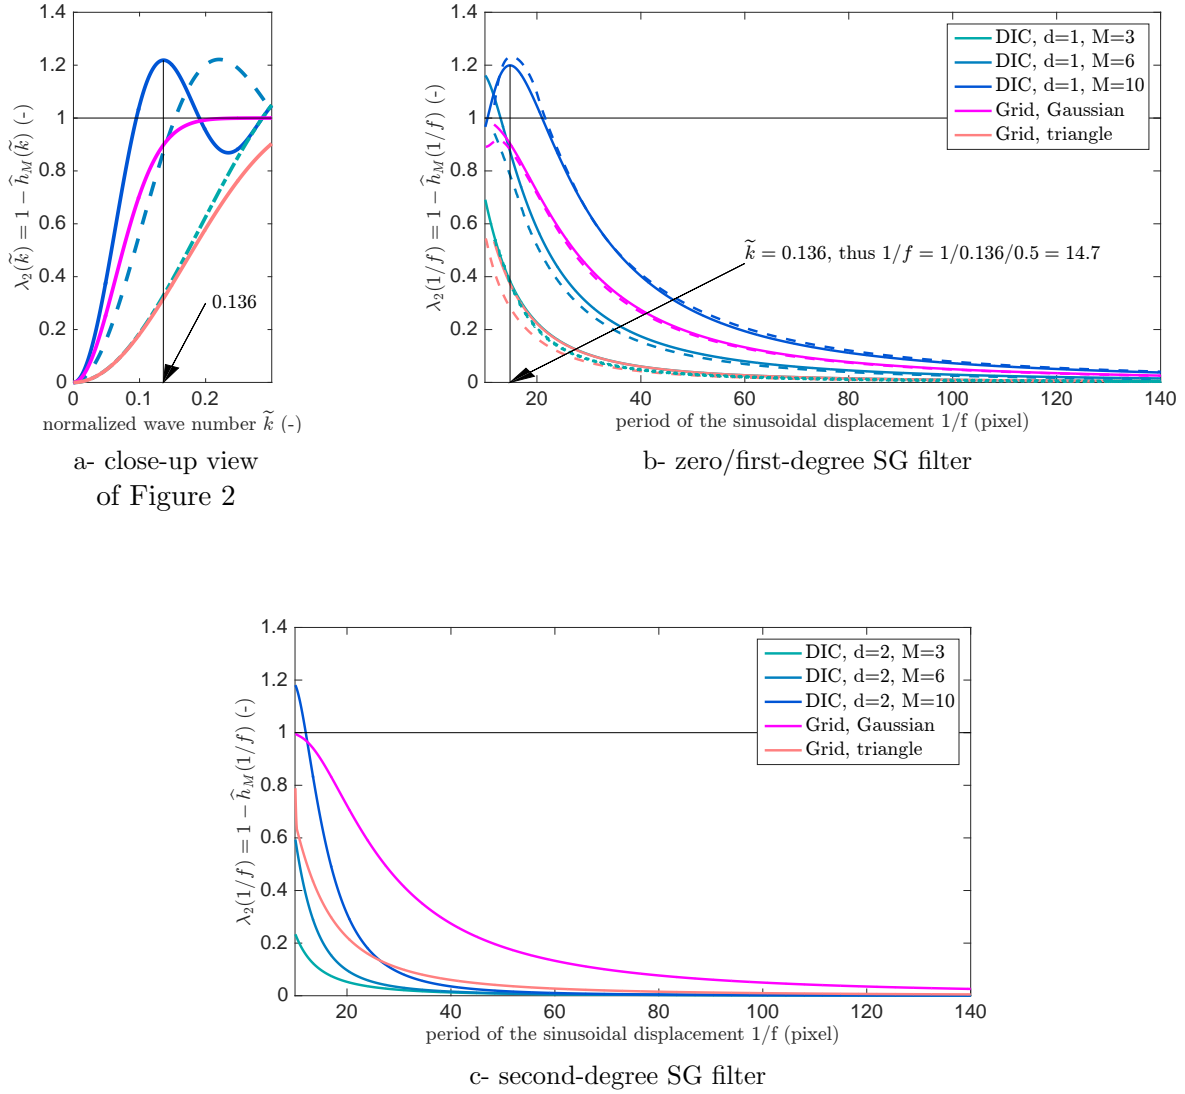 1.4
1.2
1
0.8
0.6
0.4
0.2
0
0 0.1 0.2
λ₂(k̃) = 1 − ĥ_M(k̃) (-)
0.136
normalized wave number k̃ (-)
a- close-up view
of Figure 2
1.4
1.2
1
0.8
0.6
0.4
0.2
0
20 40 60 80 100 120 140
λ₂(1/f) = 1 − ĥ_M(1/f) (-)
DIC, d=1, M=3
DIC, d=1, M=6
DIC, d=1, M=10
Grid, Gaussian
Grid, triangle
k̃ = 0.136, thus 1/f = 1/0.136/0.5 = 14.7
period of the sinusoidal displacement 1/f (pixel)
b- zero/first-degree SG filter
1.4
1.2
1
0.8
0.6
0.4
0.2
0
20 40 60 80 100 120 140
λ₂(1/f) = 1 − ĥ_M(1/f) (-)
DIC, d=2, M=3
DIC, d=2, M=6
DIC, d=2, M=10
Grid, Gaussian
Grid, triangle
period of the sinusoidal displacement 1/f (pixel)
c- second-degree SG filter